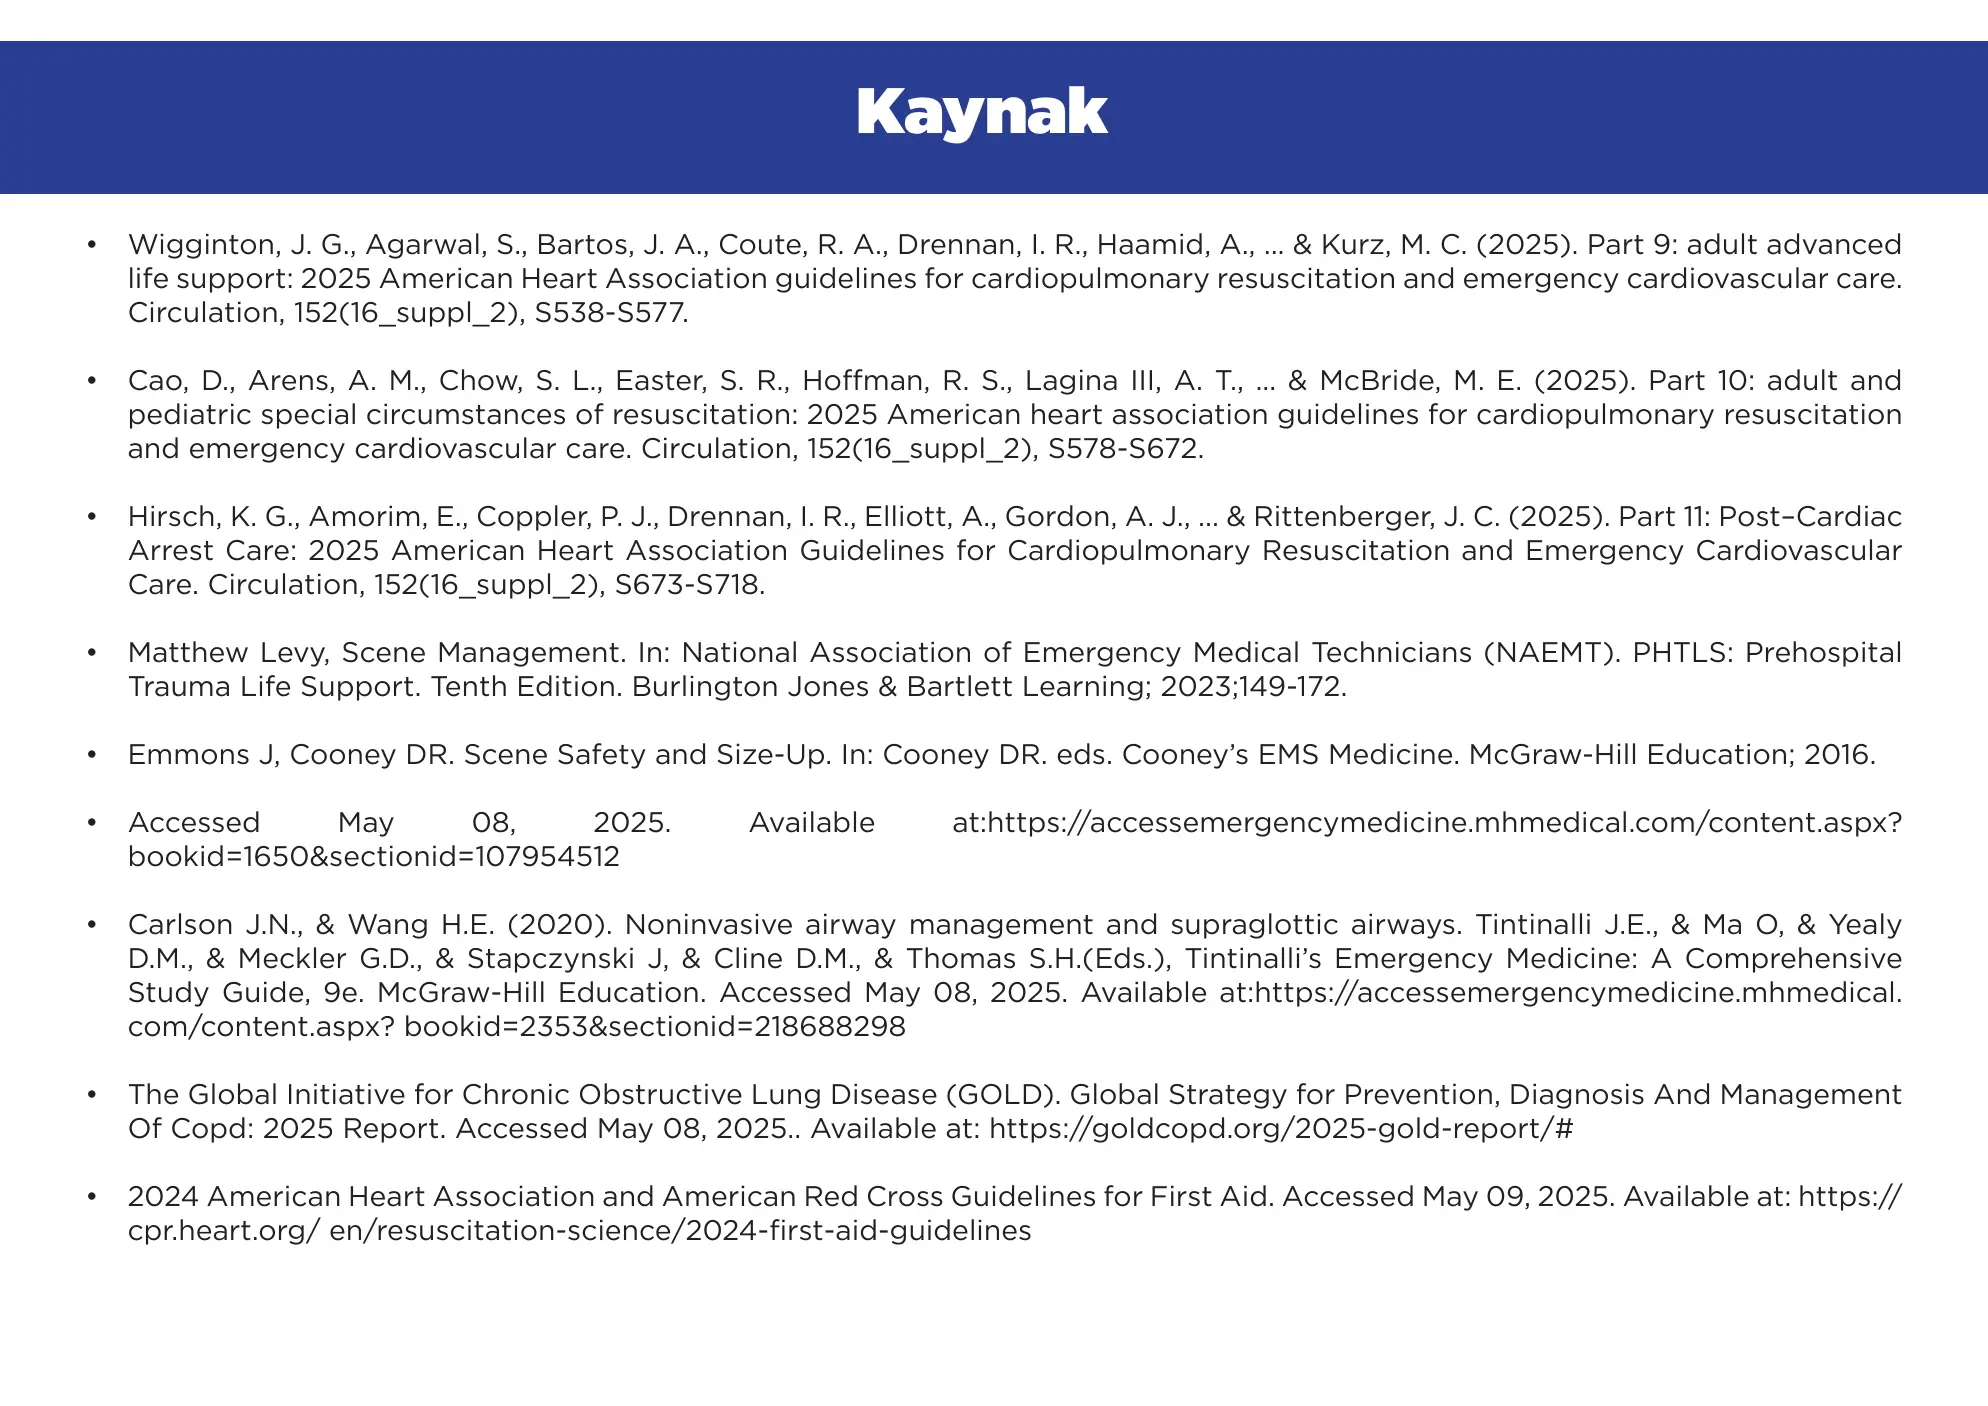 Kaynak
• Wigginton, J. G., Agarwal, S., Bartos, J. A., Coute, R. A., Drennan, I. R., Haamid, A., ... & Kurz, M. C. (2025). Part 9: adult advanced
life support: 2025 American Heart Association guidelines for cardiopulmonary resuscitation and emergency cardiovascular care.
Circulation, 152(16_suppl_2), S538-S577.
• Cao, D., Arens, A. M., Chow, S. L., Easter, S. R., Hoffman, R. S., Lagina III, A. T., ... & McBride, M. E. (2025). Part 10: adult and
pediatric special circumstances of resuscitation: 2025 American heart association guidelines for cardiopulmonary resuscitation
and emergency cardiovascular care. Circulation, 152(16_suppl_2), S578-S672.
• Hirsch, K. G., Amorim, E., Coppler, P. J., Drennan, I. R., Elliott, A., Gordon, A. J., ... & Rittenberger, J. C. (2025). Part 11: Post–Cardiac
Arrest Care: 2025 American Heart Association Guidelines for Cardiopulmonary Resuscitation and Emergency Cardiovascular
Care. Circulation, 152(16_suppl_2), S673-S718.
• Matthew Levy, Scene Management. In: National Association of Emergency Medical Technicians (NAEMT). PHTLS: Prehospital
Trauma Life Support. Tenth Edition. Burlington Jones & Bartlett Learning; 2023;149-172.
• Emmons J, Cooney DR. Scene Safety and Size-Up. In: Cooney DR. eds. Cooney’s EMS Medicine. McGraw-Hill Education; 2016.
• Accessed May 08, 2025. Available at:https://accessemergencymedicine.mhmedical.com/content.aspx?
bookid=1650&sectionid=107954512
• Carlson J.N., & Wang H.E. (2020). Noninvasive airway management and supraglottic airways. Tintinalli J.E., & Ma O, & Yealy
D.M., & Meckler G.D., & Stapczynski J, & Cline D.M., & Thomas S.H.(Eds.), Tintinalli’s Emergency Medicine: A Comprehensive
Study Guide, 9e. McGraw-Hill Education. Accessed May 08, 2025. Available at:https://accessemergencymedicine.mhmedical.
com/content.aspx? bookid=2353&sectionid=218688298
• The Global Initiative for Chronic Obstructive Lung Disease (GOLD). Global Strategy for Prevention, Diagnosis And Management
Of Copd: 2025 Report. Accessed May 08, 2025.. Available at: https://goldcopd.org/2025-gold-report/#
• 2024 American Heart Association and American Red Cross Guidelines for First Aid. Accessed May 09, 2025. Available at: https://
cpr.heart.org/ en/resuscitation-science/2024-first-aid-guidelines